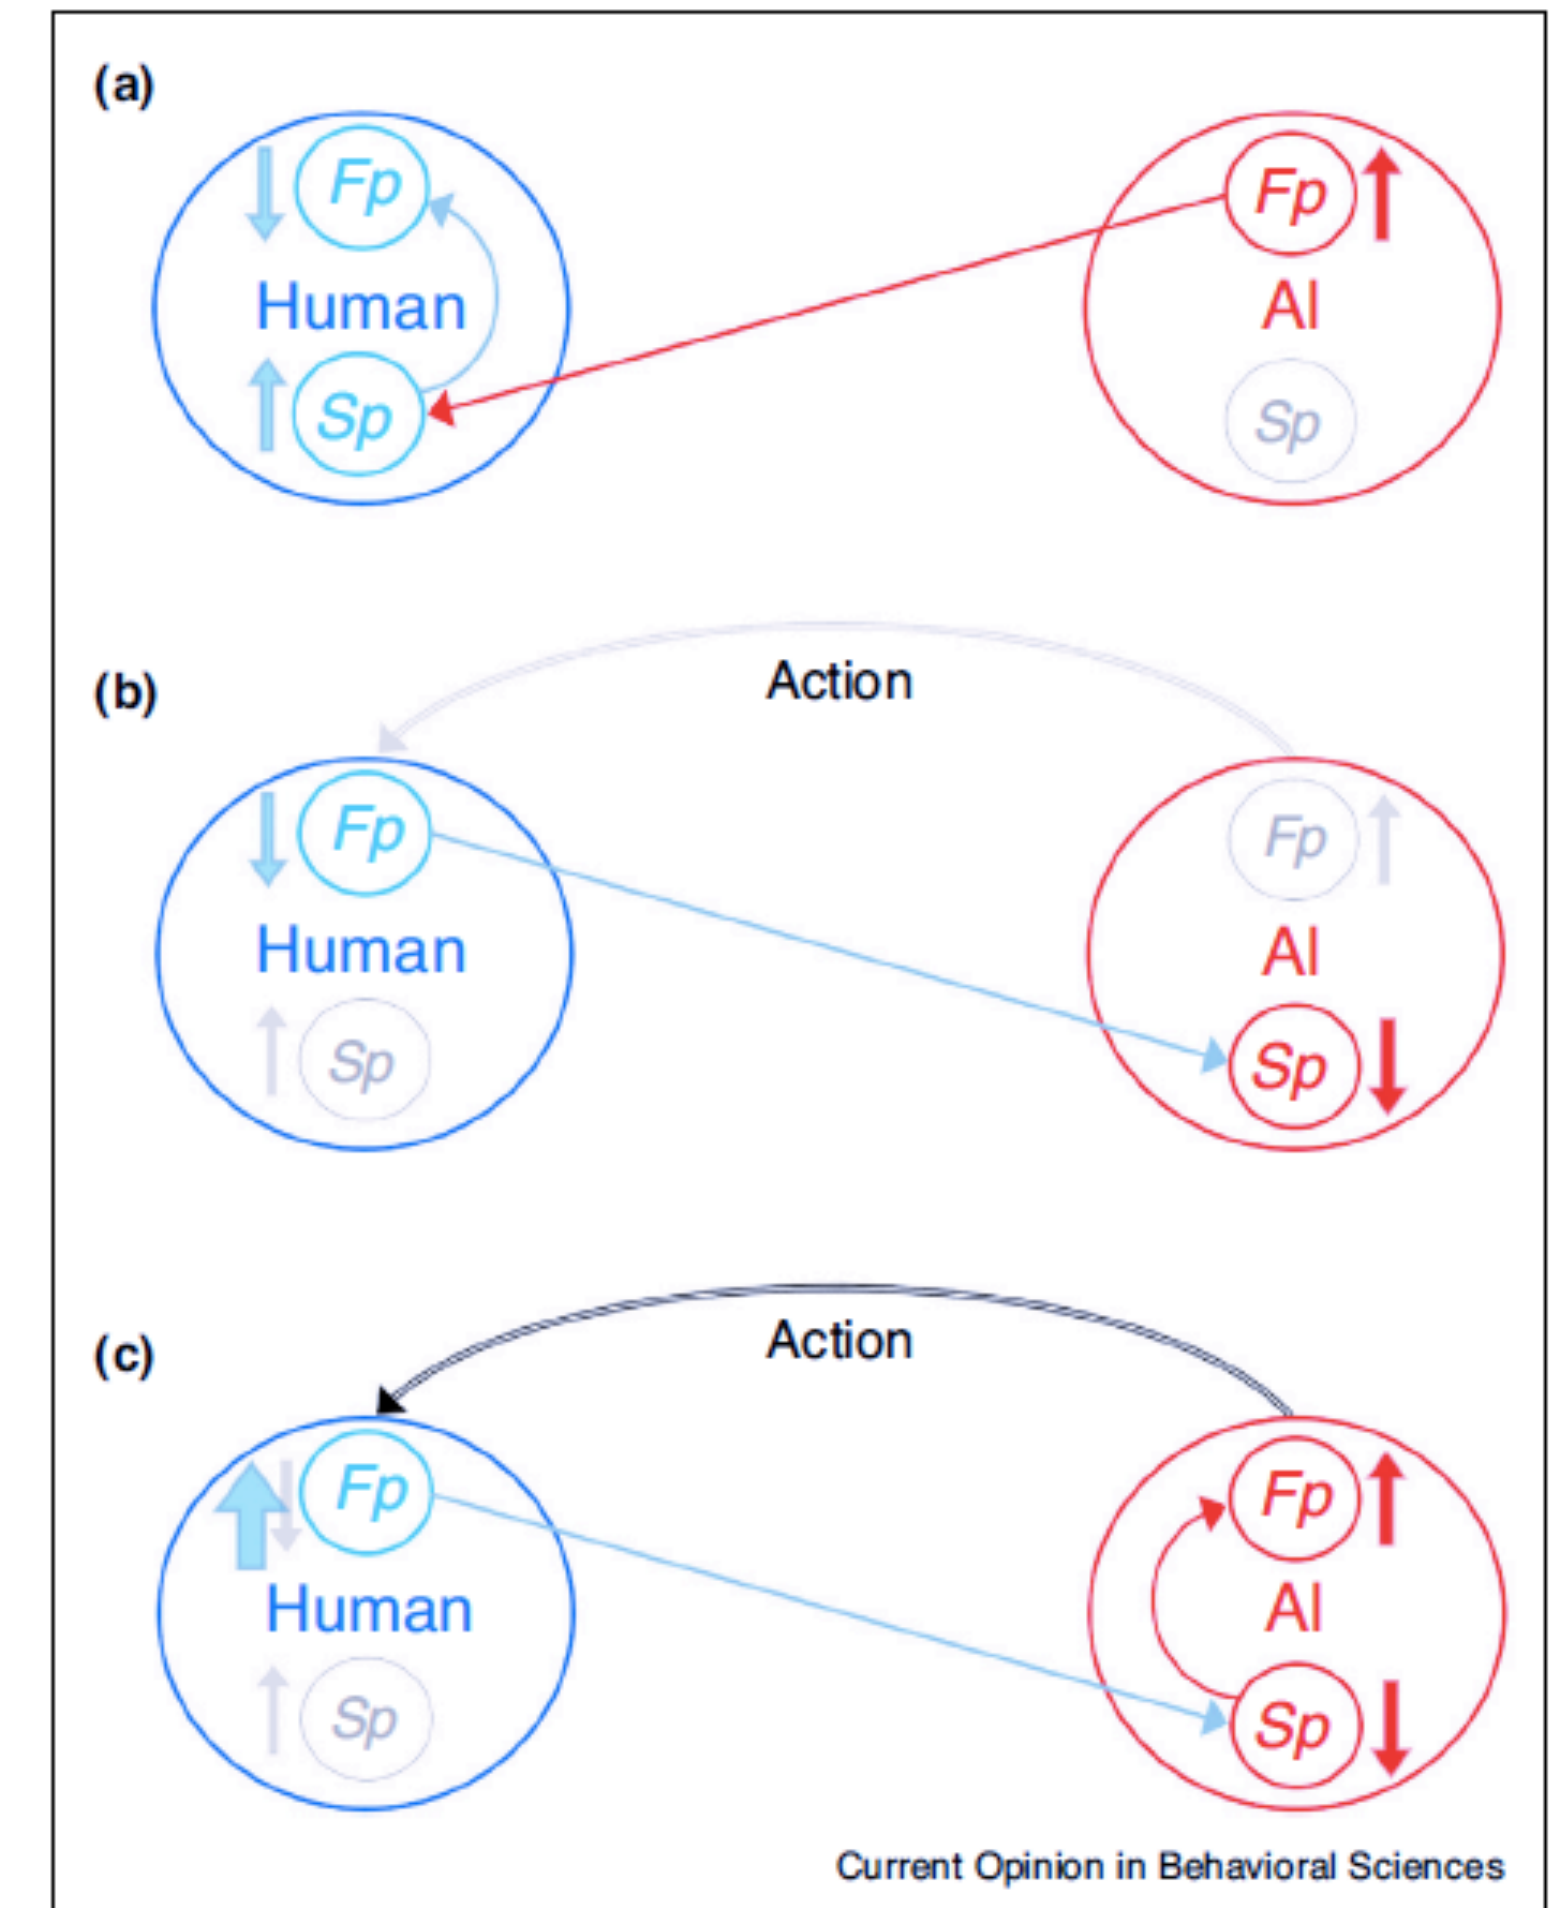 (a)
Fp
Fp
Human
AI
Sp
Sp
Action
(b)
Fp
Fp
Human
AI
Sp
Sp
Action
(c)
Fp
Fp
Human
AI
Sp
Sp
Current Opinion in Behavioral Sciences